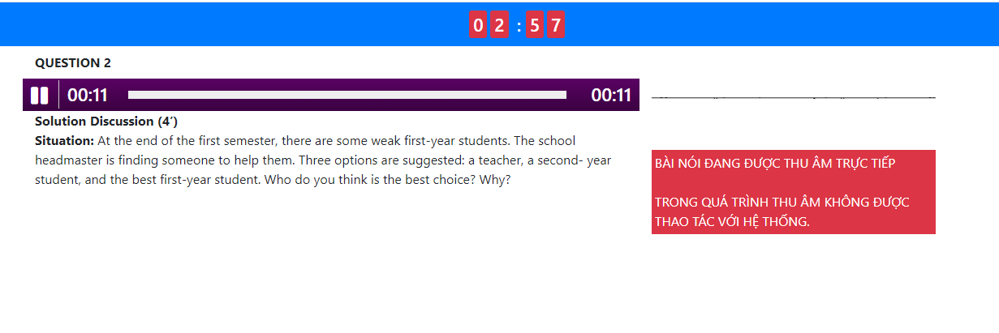 02:57
QUESTION 2
00:11 00:11
Solution Discussion (4’)
Situation: At the end of the first semester, there are some weak first-year students. The school
headmaster is finding someone to help them. Three options are suggested: a teacher, a second- year
student, and the best first-year student. Who do you think is the best choice? Why?
BÀI NÓI ĐANG ĐƯỢC THU ÂM TRỰC TIẾP
TRONG QUÁ TRÌNH THU ÂM KHÔNG ĐƯỢC
THAO TÁC VỚI HỆ THỐNG.